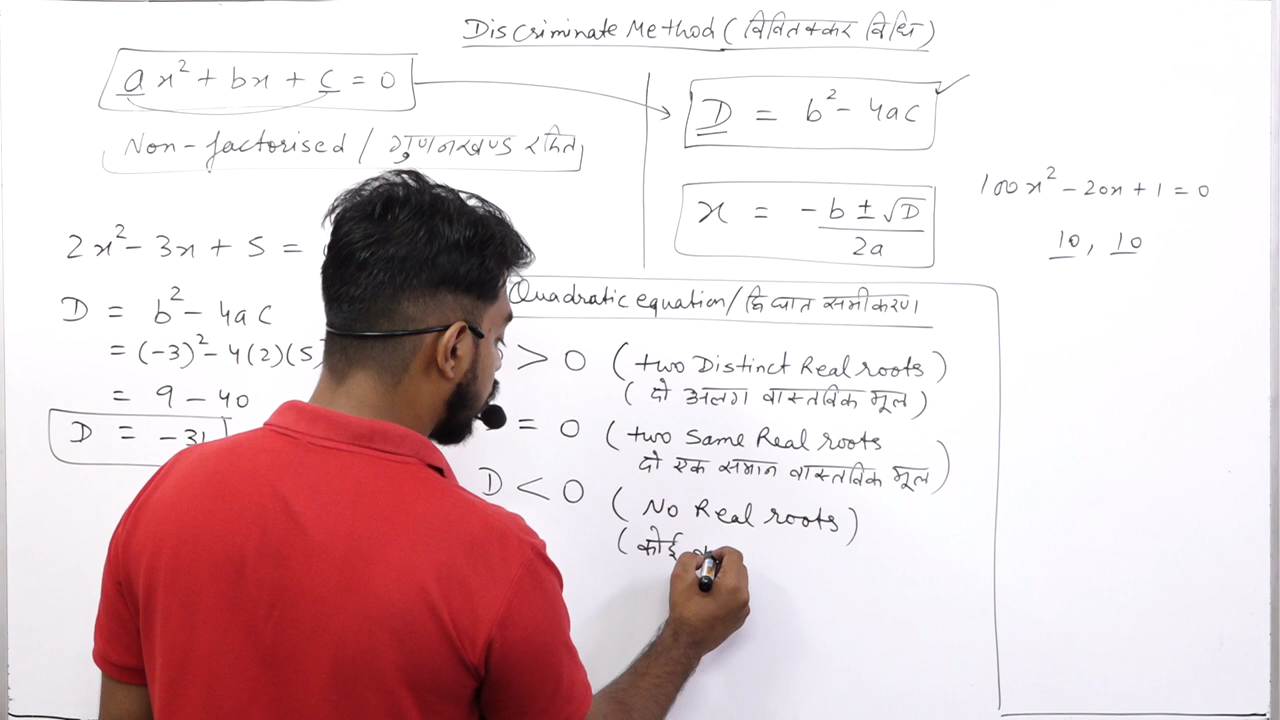 Discriminate Method (विवितक्कर विधि)
ax² + bx + c = 0
Non-factorised / गुणनखण्ड रहित
D = b² - 4ac
x = -b ± √D / 2a
100x² - 20x + 1 = 0
10, 10
2x² - 3x + 5 =
D = b² - 4ac
= (-3)² - 4(2)(5)
= 9 - 40
D = -31
Quadratic equation / द्विघात समीकरण।
> 0 (two Distinct Real roots)
(दो अलग वास्तविक मूल)
= 0 (two Same Real roots
दो एक समान वास्तविक मूल)
D < 0 (No Real roots)
(कोई